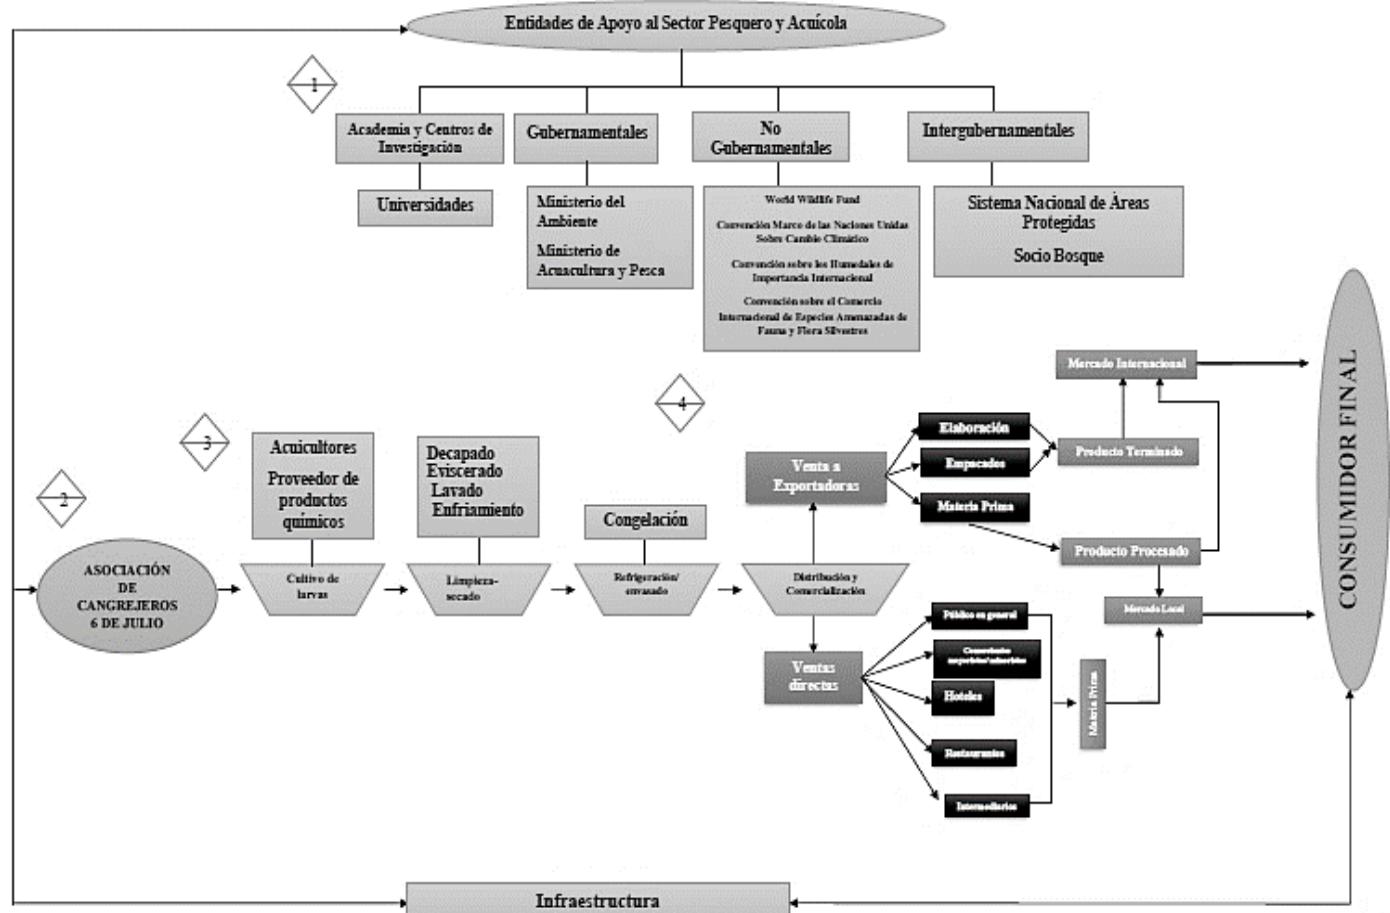 Entidades de Apoyo al Sector Pesquero y Acuícola
1
Academia y Centros de
Investigación
Gubernamentales
No
Gubernamentales
Intergubernamentales
Universidades
Ministerio del
Ambiente
Ministerio de
Acuacultura y Pesca
World Wildlife Fund
Convención Marco de las Naciones Unidas
Sobre Cambio Climático
Convención sobre los Humedales de
Importancia Internacional
Convención sobre el Comercio
Internacional de Especies Amenazadas de
Fauna y Flora Silvestres
Sistema Nacional de Áreas
Protegidas
Socio Bosque
2
ASOCIACIÓN
DE
CANGREJEROS
6 DE JULIO
3
Acuicultores
Proveedor de
productos
químicos
Cultivo de
larvas
Decapado
Eviscerado
Lavado
Enfriamiento
Limpieza-
secado
Congelación
Refrigeración/
envasado
4
Venta a
Exportadoras
Distribución y
Comercialización
Ventas
directas
Elaboración
Empacados
Materia Prima
Producto Terminado
Producto Procesado
Mercado Internacional
Mercado Local
Público en general
Comerciantes
mayoristas/minoristas
Hoteles
Restaurantes
Intermediarios
Materia Prima
CONSUMIDOR FINAL
Infraestructura